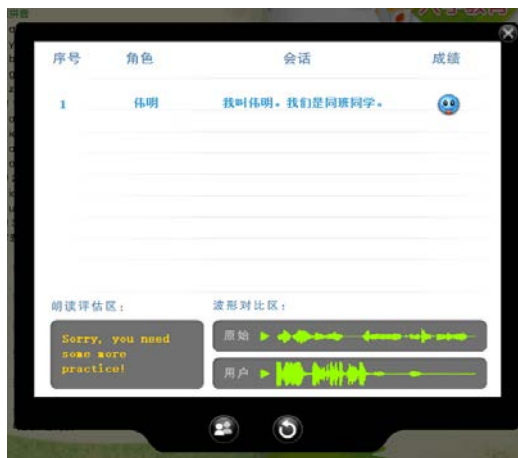 序号 角色 会话 成绩
1 伟明 我叫伟明。我们是同班同学。
朗读评估区： 波形对比区：
Sorry, you need
some more
practice!
原始
用户